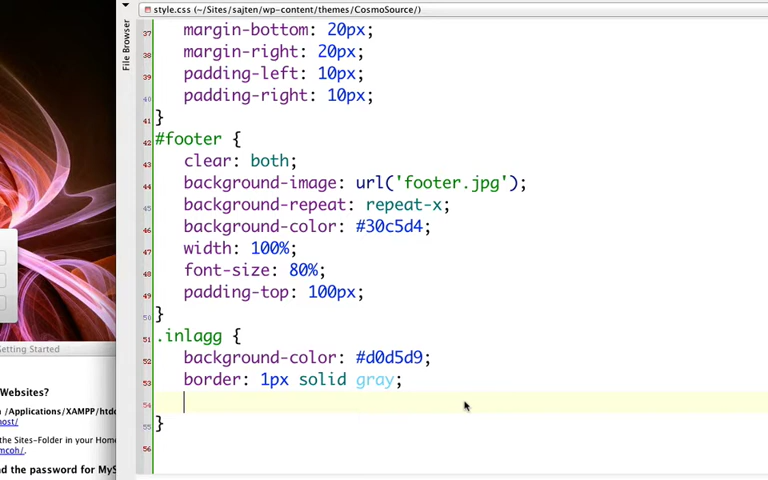 style.css (~/Sites/sajten/wp-content/themes/CosmoSource/)
File Browser
37 margin-bottom: 20px;
38 margin-right: 20px;
39 padding-left: 10px;
40 padding-right: 10px;
41 }
42 #footer {
43 clear: both;
44 background-image: url('footer.jpg');
45 background-repeat: repeat-x;
46 background-color: #30c5d4;
47 width: 100%;
48 font-size: 80%;
49 padding-top: 100px;
50 }
51 .inlagg {
52 background-color: #d0d5d9;
53 border: 1px solid gray;
54
55 }
56
Getting Started
Websites?
/Applications/XAMPP/htdo
host/
the Sites-Folder in your Home
mcoh/.
nd the password for MyS